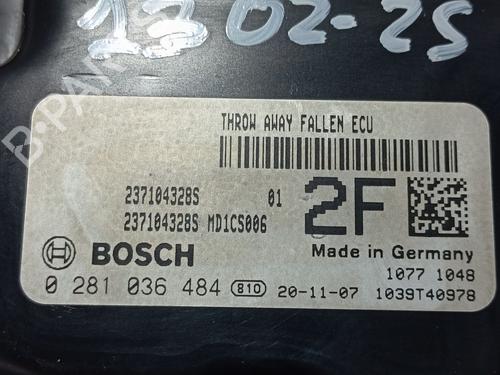 13 02-25
B-PARTS
THROW AWAY FALLEN ECU
237104328S 01
237104328S MD1CS006
2F
BOSCH
Made in Germany
1077 1048
0 281 036 484 810 20-11-07 1039T40978